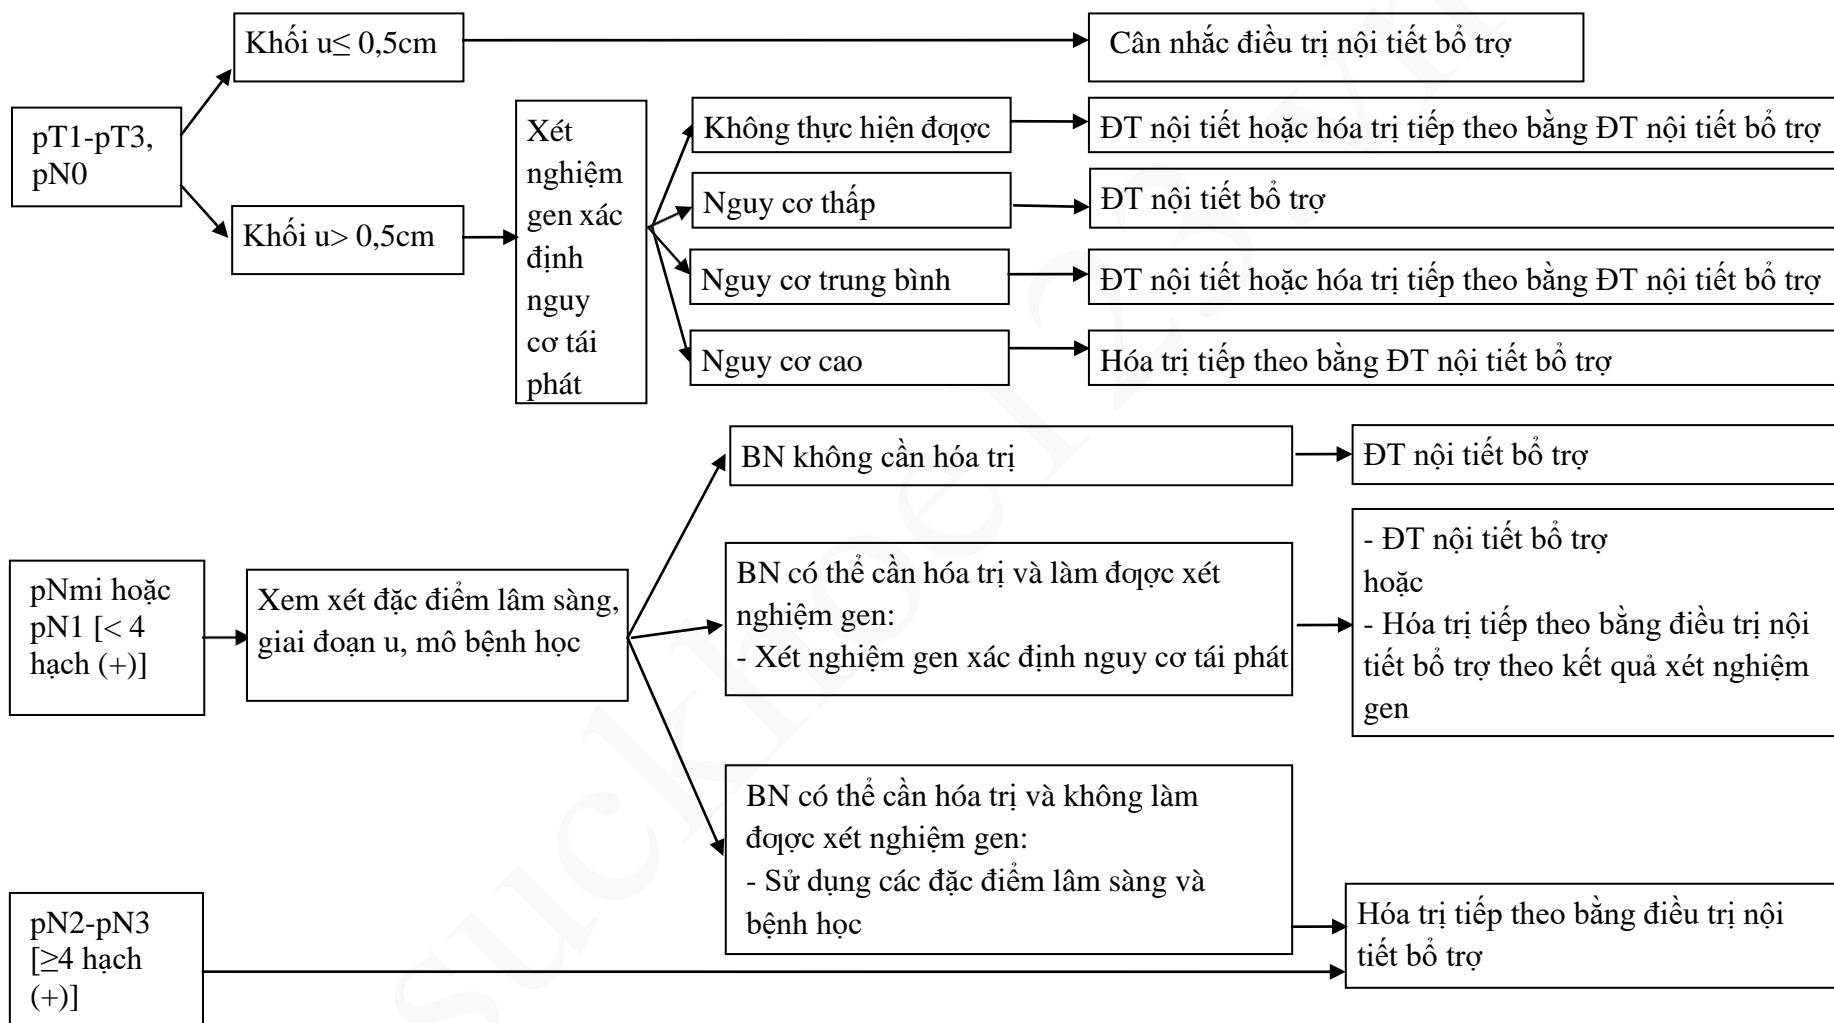 Khối u≤ 0,5cm
Cân nhắc điều trị nội tiết bổ trợ
pT1-pT3,
pN0
Khối u> 0,5cm
Xét
nghiệm
gen xác
định
nguy
cơ tái
phát
Không thực hiện đƣợc
ĐT nội tiết hoặc hóa trị tiếp theo bằng ĐT nội tiết bổ trợ
Nguy cơ thấp
ĐT nội tiết bổ trợ
Nguy cơ trung bình
ĐT nội tiết hoặc hóa trị tiếp theo bằng ĐT nội tiết bổ trợ
Nguy cơ cao
Hóa trị tiếp theo bằng ĐT nội tiết bổ trợ
pNmi hoặc
pN1 [< 4
hạch (+)]
Xem xét đặc điểm lâm sàng,
giai đoạn u, mô bệnh học
BN không cần hóa trị
ĐT nội tiết bổ trợ
BN có thể cần hóa trị và làm đƣợc xét
nghiệm gen:
- Xét nghiệm gen xác định nguy cơ tái phát
- ĐT nội tiết bổ trợ
hoặc
- Hóa trị tiếp theo bằng điều trị nội
tiết bổ trợ theo kết quả xét nghiệm
gen
BN có thể cần hóa trị và không làm
đƣợc xét nghiệm gen:
- Sử dụng các đặc điểm lâm sàng và
bệnh học
pN2-pN3
[≥4 hạch
(+)]
Hóa trị tiếp theo bằng điều trị nội
tiết bổ trợ
suckhoe123.vn